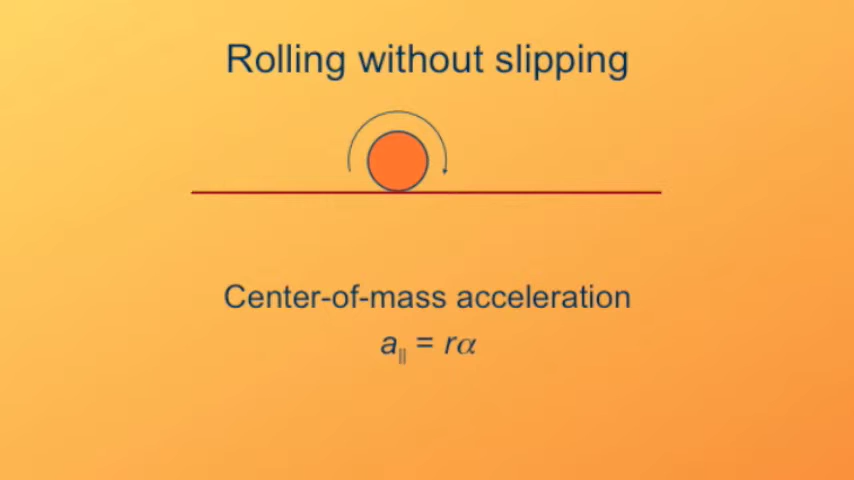 Rolling without slipping
Center-of-mass acceleration
a|| = rα